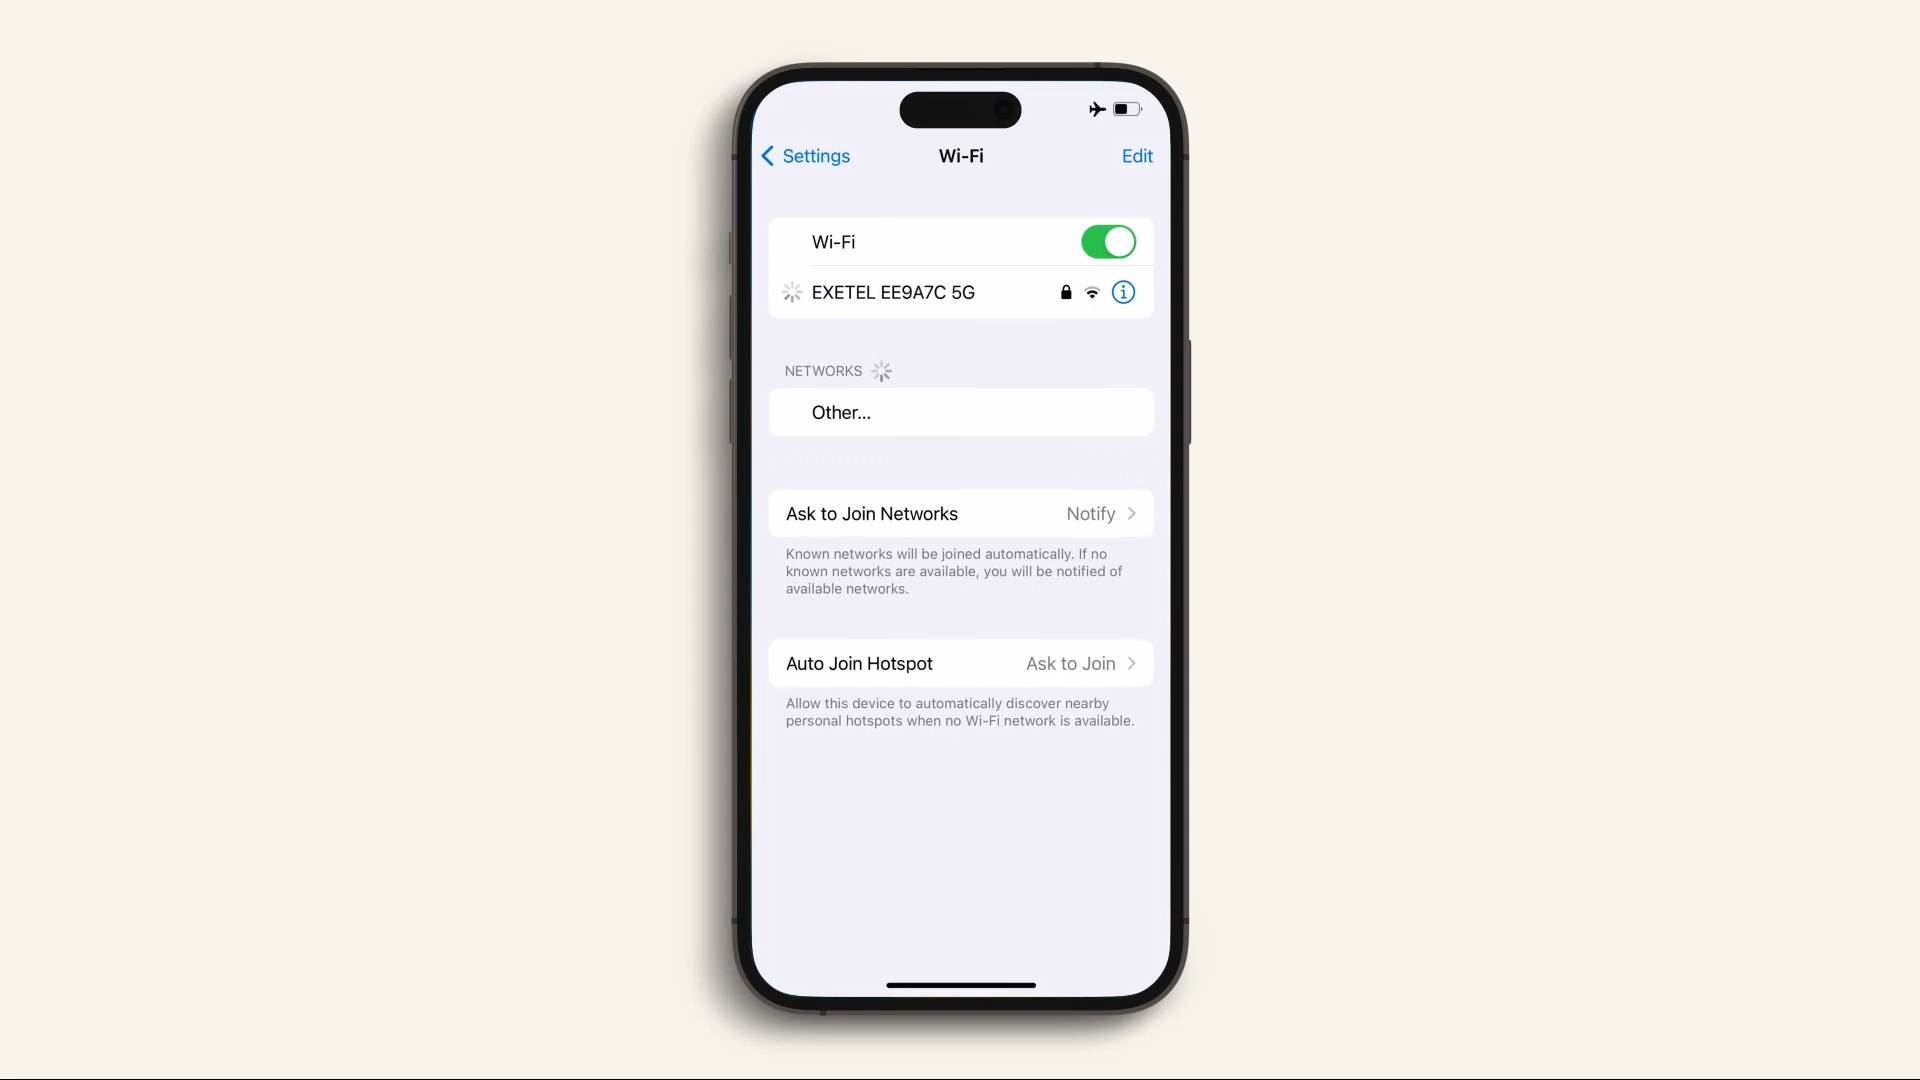 Settings
Wi-Fi
Edit
Wi-Fi
EXETEL EE9A7C 5G
NETWORKS
Other...
Ask to Join Networks
Notify
Known networks will be joined automatically. If no
known networks are available, you will be notified of
available networks.
Auto Join Hotspot
Ask to Join
Allow this device to automatically discover nearby
personal hotspots when no Wi-Fi network is available.